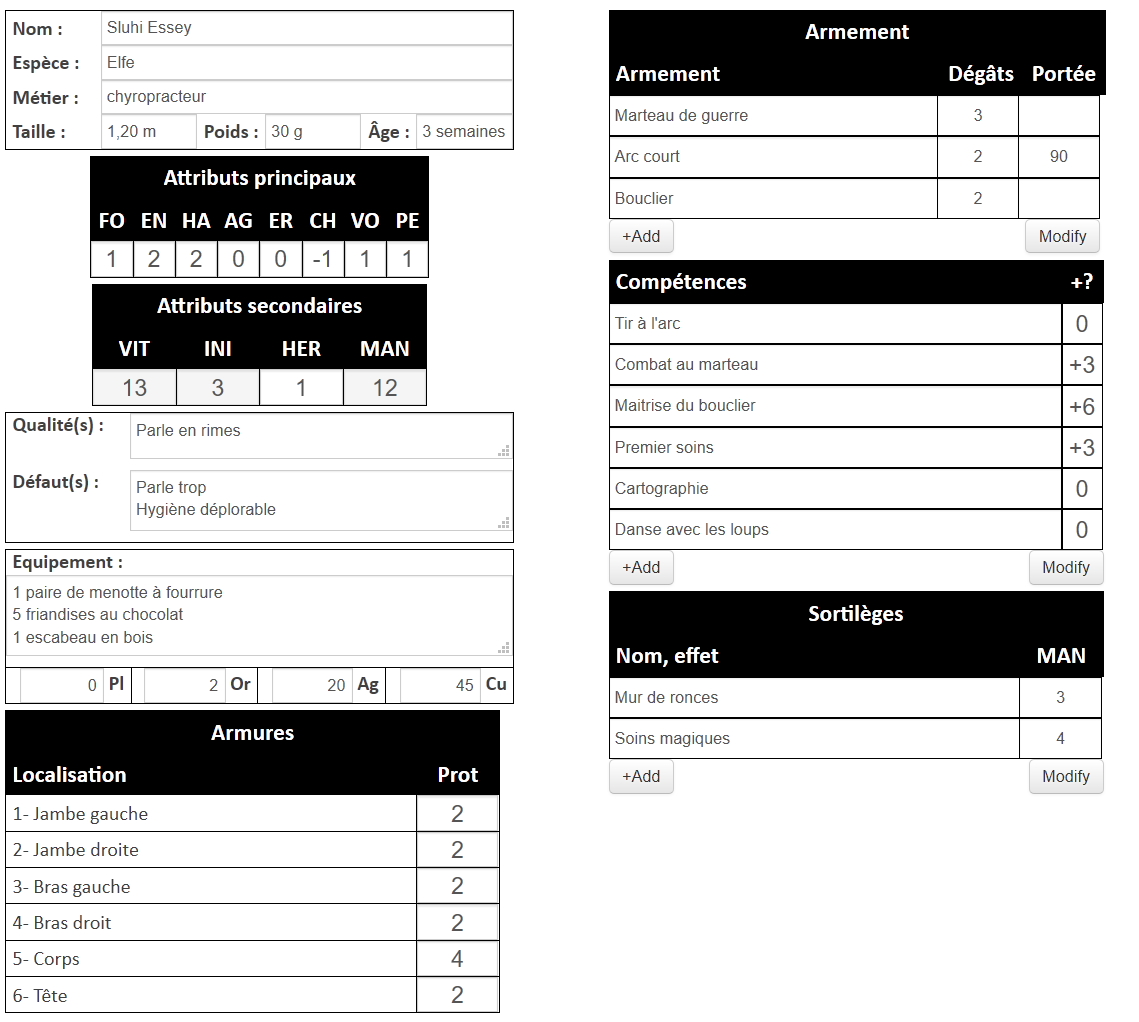 Nom : Sluhi Essey
Espèce : Elfe
Métier : chyropracteur
Taille : 1,20 m Poids : 30 g Âge : 3 semaines
Attributs principaux
FO EN HA AG ER CH VO PE
1 2 2 0 0 -1 1 1
Attributs secondaires
VIT INI HER MAN
13 3 1 12
Qualité(s) : Parle en rimes
Défaut(s) : Parle trop
Hygiène déplorable
Equipement :
1 paire de menotte à fourrure
5 friandises au chocolat
1 escabeau en bois
0 Pl 2 Or 20 Ag 45 Cu
Armures
Localisation Prot
1- Jambe gauche 2
2- Jambe droite 2
3- Bras gauche 2
4- Bras droit 2
5- Corps 4
6- Tête 2
Armement
Armement Dégâts Portée
Marteau de guerre 3
Arc court 2 90
Bouclier 2
+Add Modify
Compétences +?
Tir à l'arc 0
Combat au marteau +3
Maitrise du bouclier +6
Premier soins +3
Cartographie 0
Danse avec les loups 0
+Add Modify
Sortilèges
Nom, effet MAN
Mur de ronces 3
Soins magiques 4
+Add Modify